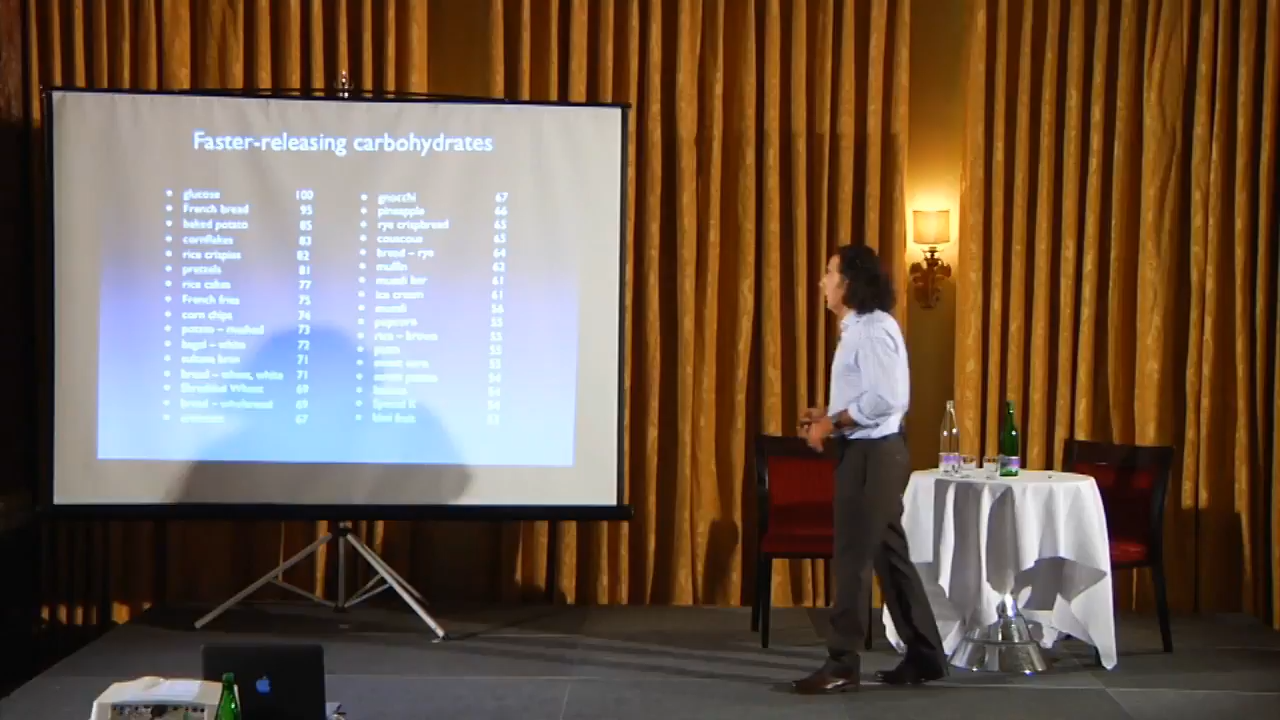 Faster-releasing carbohydrates
• glucose 100
• French bread 95
• baked potato 85
• cornflakes 83
• rice crispies 82
• pretzels 81
• rice cakes 77
• French fries 75
• corn chips 74
• potato – mashed 73
• bagel – white 72
• sultana bran 71
• bread – wheat, white 71
• Shredded Wheat 69
• bread – wholemeal 69
• 67
• gnocchi 67
• pineapple 66
• rye crispbread 65
• couscous 65
• bread – rye 64
• muffin 62
• muesli bar 61
• ice cream 61
• muesli 56
• popcorn 55
• rice – brown 55
• 55
• sweet corn 55
• sweet potato 54
• 54
• Special K 54
• kiwi fruit